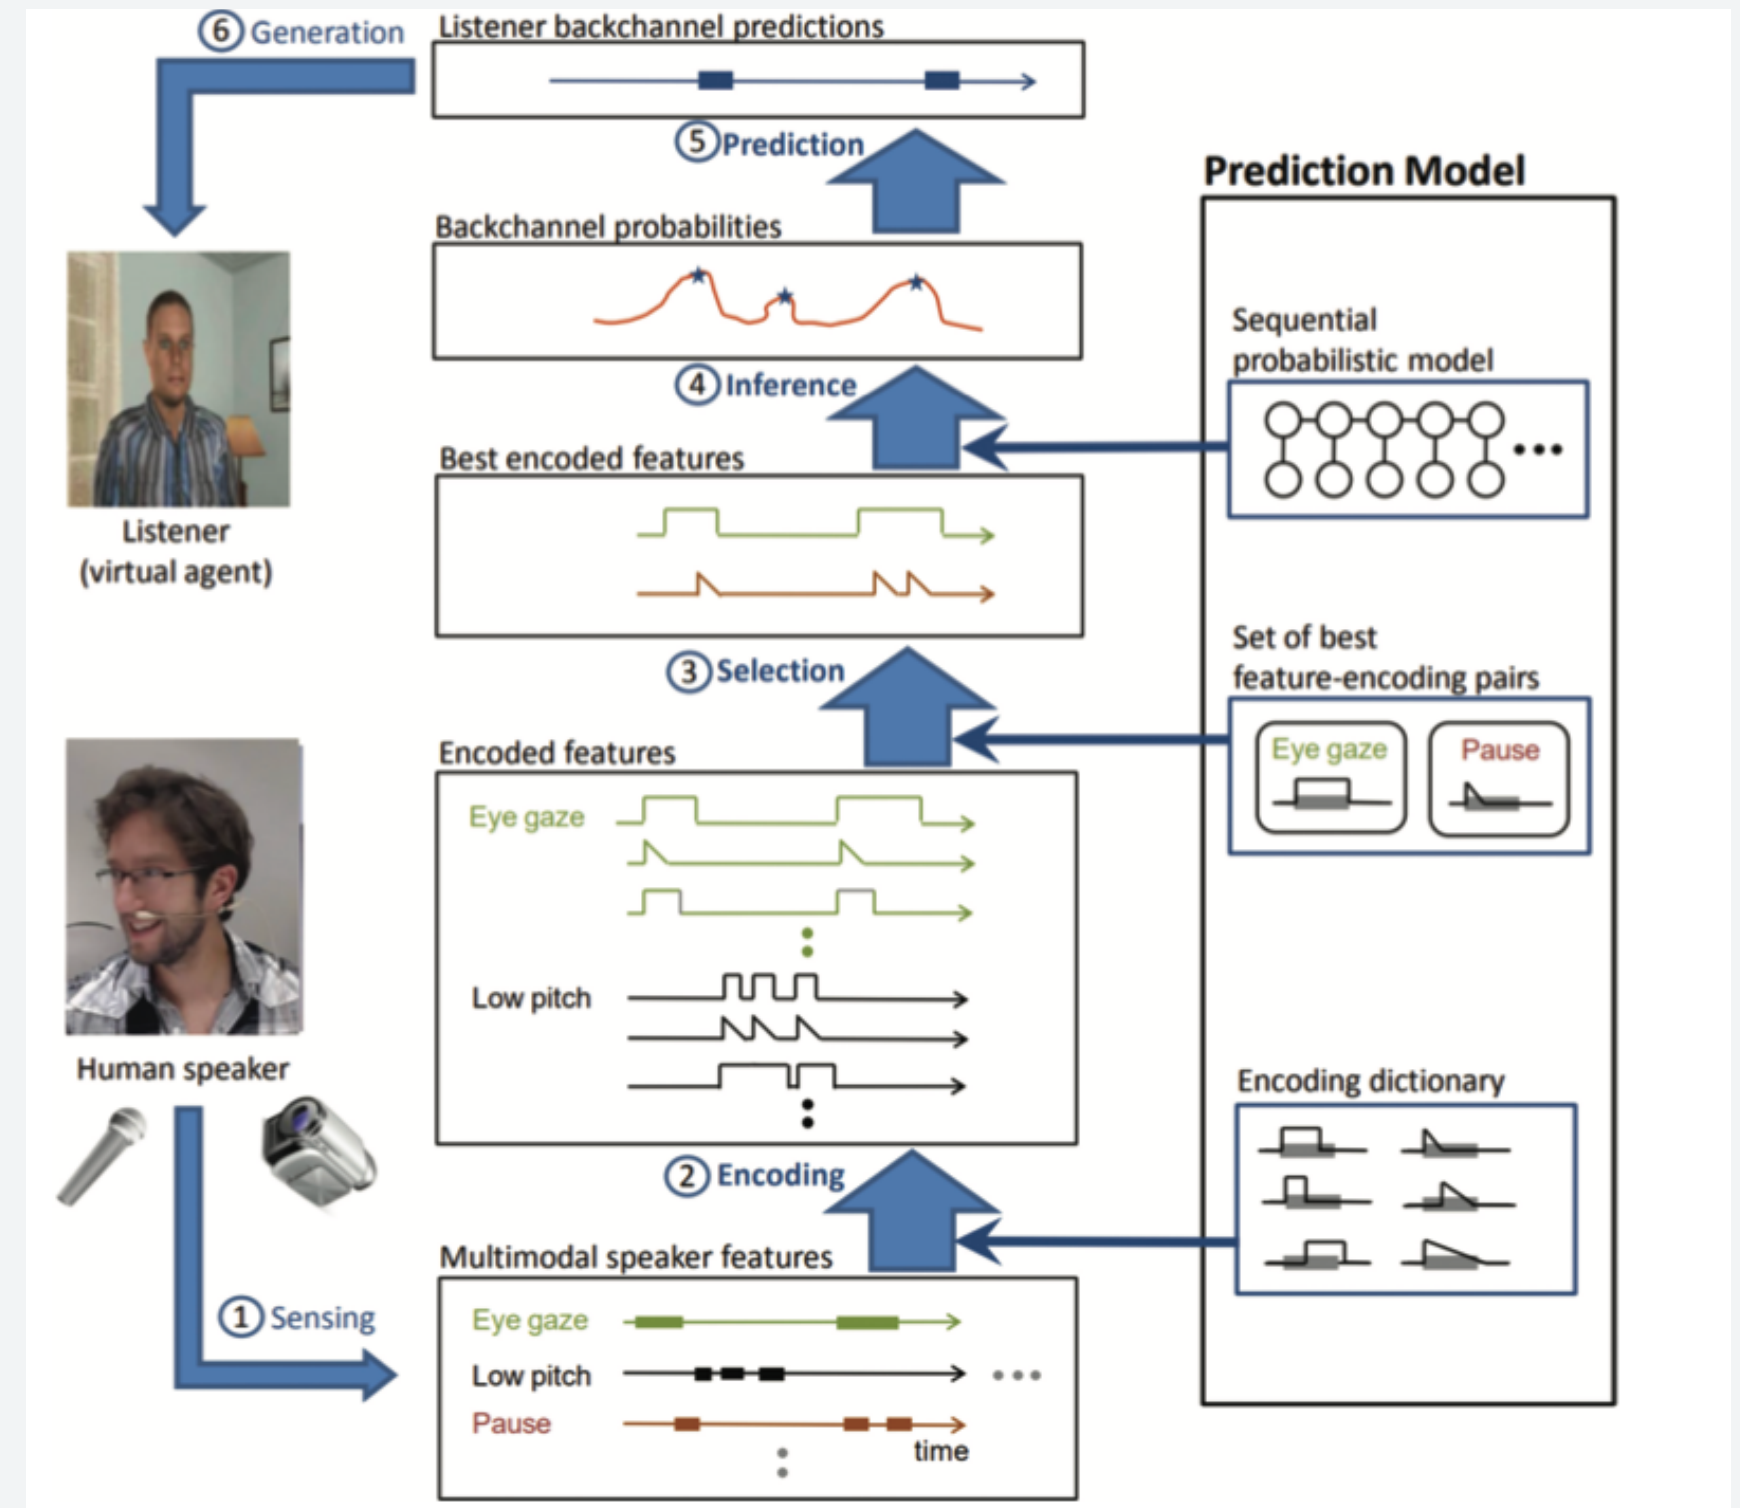 6 Generation
Listener backchannel predictions
5 Prediction
Prediction Model
Backchannel probabilities
Sequential
probabilistic model
4 Inference
Best encoded features
Listener
(virtual agent)
Set of best
feature-encoding pairs
3 Selection
Eye gaze
Pause
Encoded features
Eye gaze
Low pitch
Human speaker
Encoding dictionary
2 Encoding
Multimodal speaker features
1 Sensing
Eye gaze
Low pitch
Pause
time